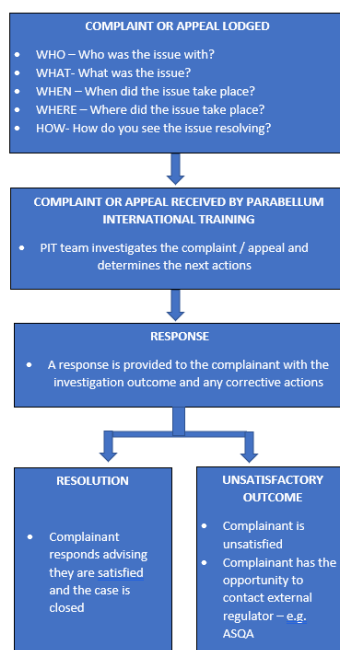 COMPLAINT OR APPEAL LODGED
• WHO – Who was the issue with?
• WHAT- What was the issue?
• WHEN – When did the issue take place?
• WHERE – Where did the issue take place?
• HOW- How do you see the issue resolving?
COMPLAINT OR APPEAL RECEIVED BY PARABELLUM
INTERNATIONAL TRAINING
• PIT team investigates the complaint / appeal and
determines the next actions
RESPONSE
• A response is provided to the complainant with the
investigation outcome and any corrective actions
RESOLUTION
• Complainant
responds advising
they are satisfied
and the case is
closed
UNSATISFACTORY
OUTCOME
• Complainant is
unsatisfied
• Complainant has the
opportunity to
contact external
regulator – e.g.
ASQA